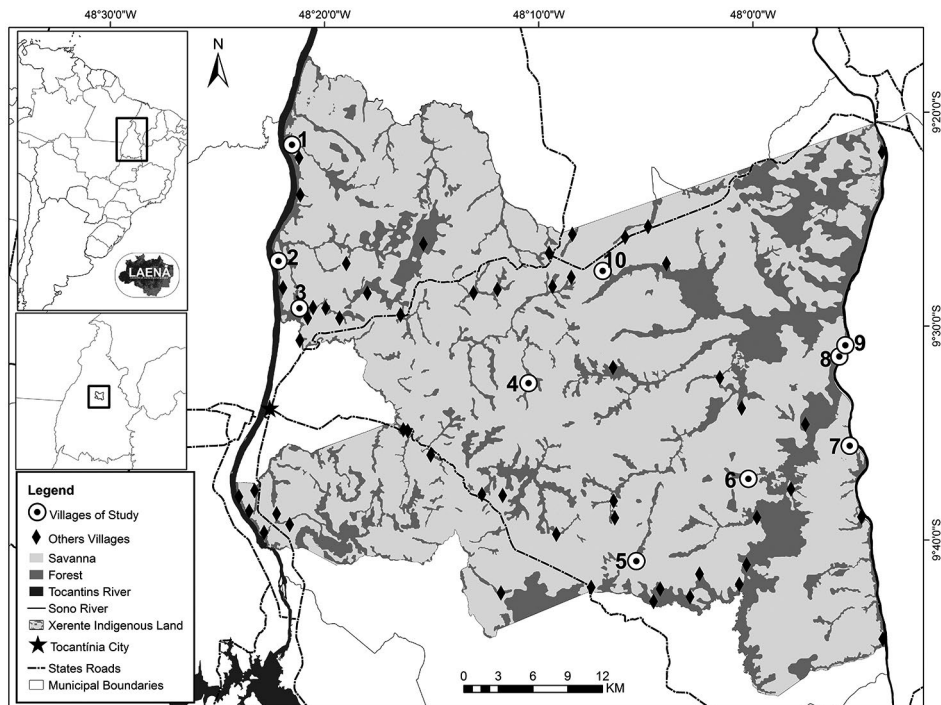 48°30'0"W 48°20'0"W 48°10'0"W 48°0'0"W
N
9°20'0"S
9°30'0"S
9°40'0"S
LAENA
1
2
3
4
5
6
7
8
9
10
Legend
Villages of Study
Others Villages
Savanna
Forest
Tocantins River
Sono River
Xerente Indigenous Land
Tocantínia City
States Roads
Municipal Boundaries
0 3 6 9 12
KM